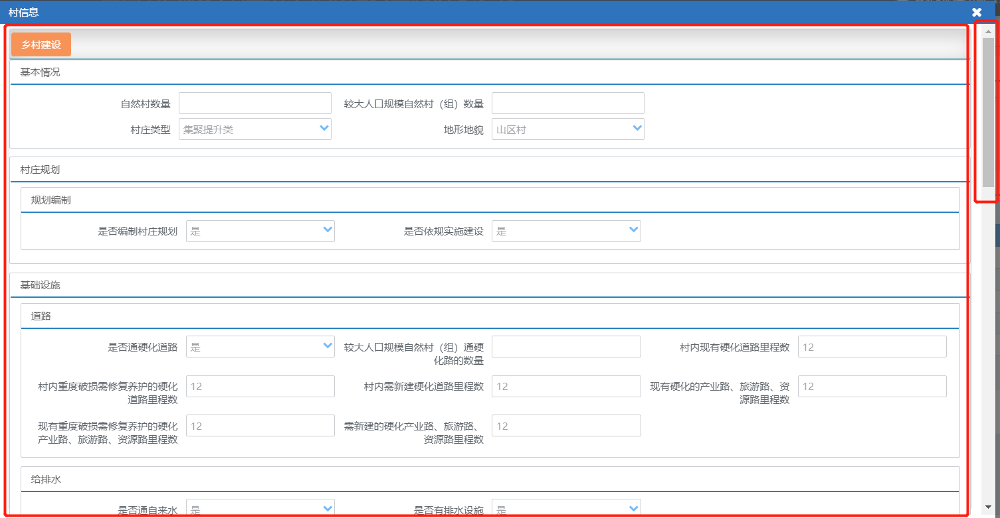 村信息
乡村建设
基本情况
自然村数量
较大人口规模自然村（组）数量
村庄类型 集聚提升类
地形地貌 山区村
村庄规划
规划编制
是否编制村庄规划 是
是否依规实施建设 是
基础设施
道路
是否通硬化道路 是
较大人口规模自然村（组）通硬
化路的数量
村内现有硬化道路里程数 12
村内重度破损需修复养护的硬化
道路里程数 12
村内需新建硬化道路里程数 12
现有硬化的产业路、旅游路、资
源路里程数 12
现有重度破损需修复养护的硬化
产业路、旅游路、资源路里程数 12
需新建的硬化产业路、旅游路、
资源路里程数 12
给排水
是否通自来水 是
是否有排水设施 是